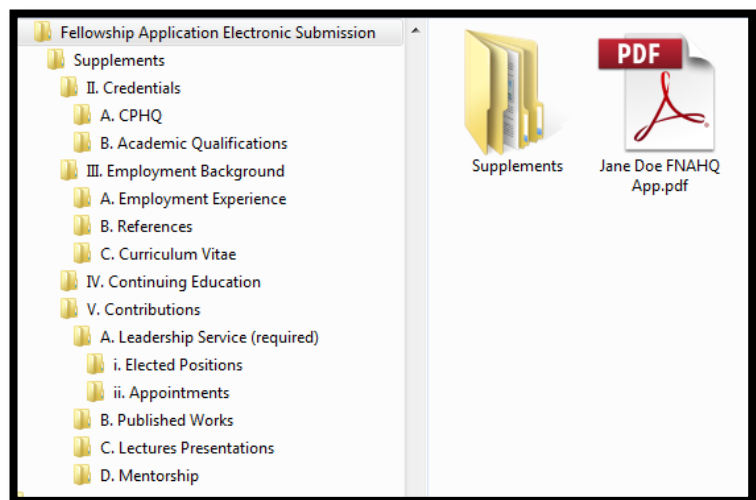 Fellowship Application Electronic Submission
Supplements
II. Credentials
A. CPHQ
B. Academic Qualifications
III. Employment Background
A. Employment Experience
B. References
C. Curriculum Vitae
IV. Continuing Education
V. Contributions
A. Leadership Service (required)
i. Elected Positions
ii. Appointments
B. Published Works
C. Lectures Presentations
D. Mentorship
Supplements
PDF
Jane Doe FNAHQ
App.pdf